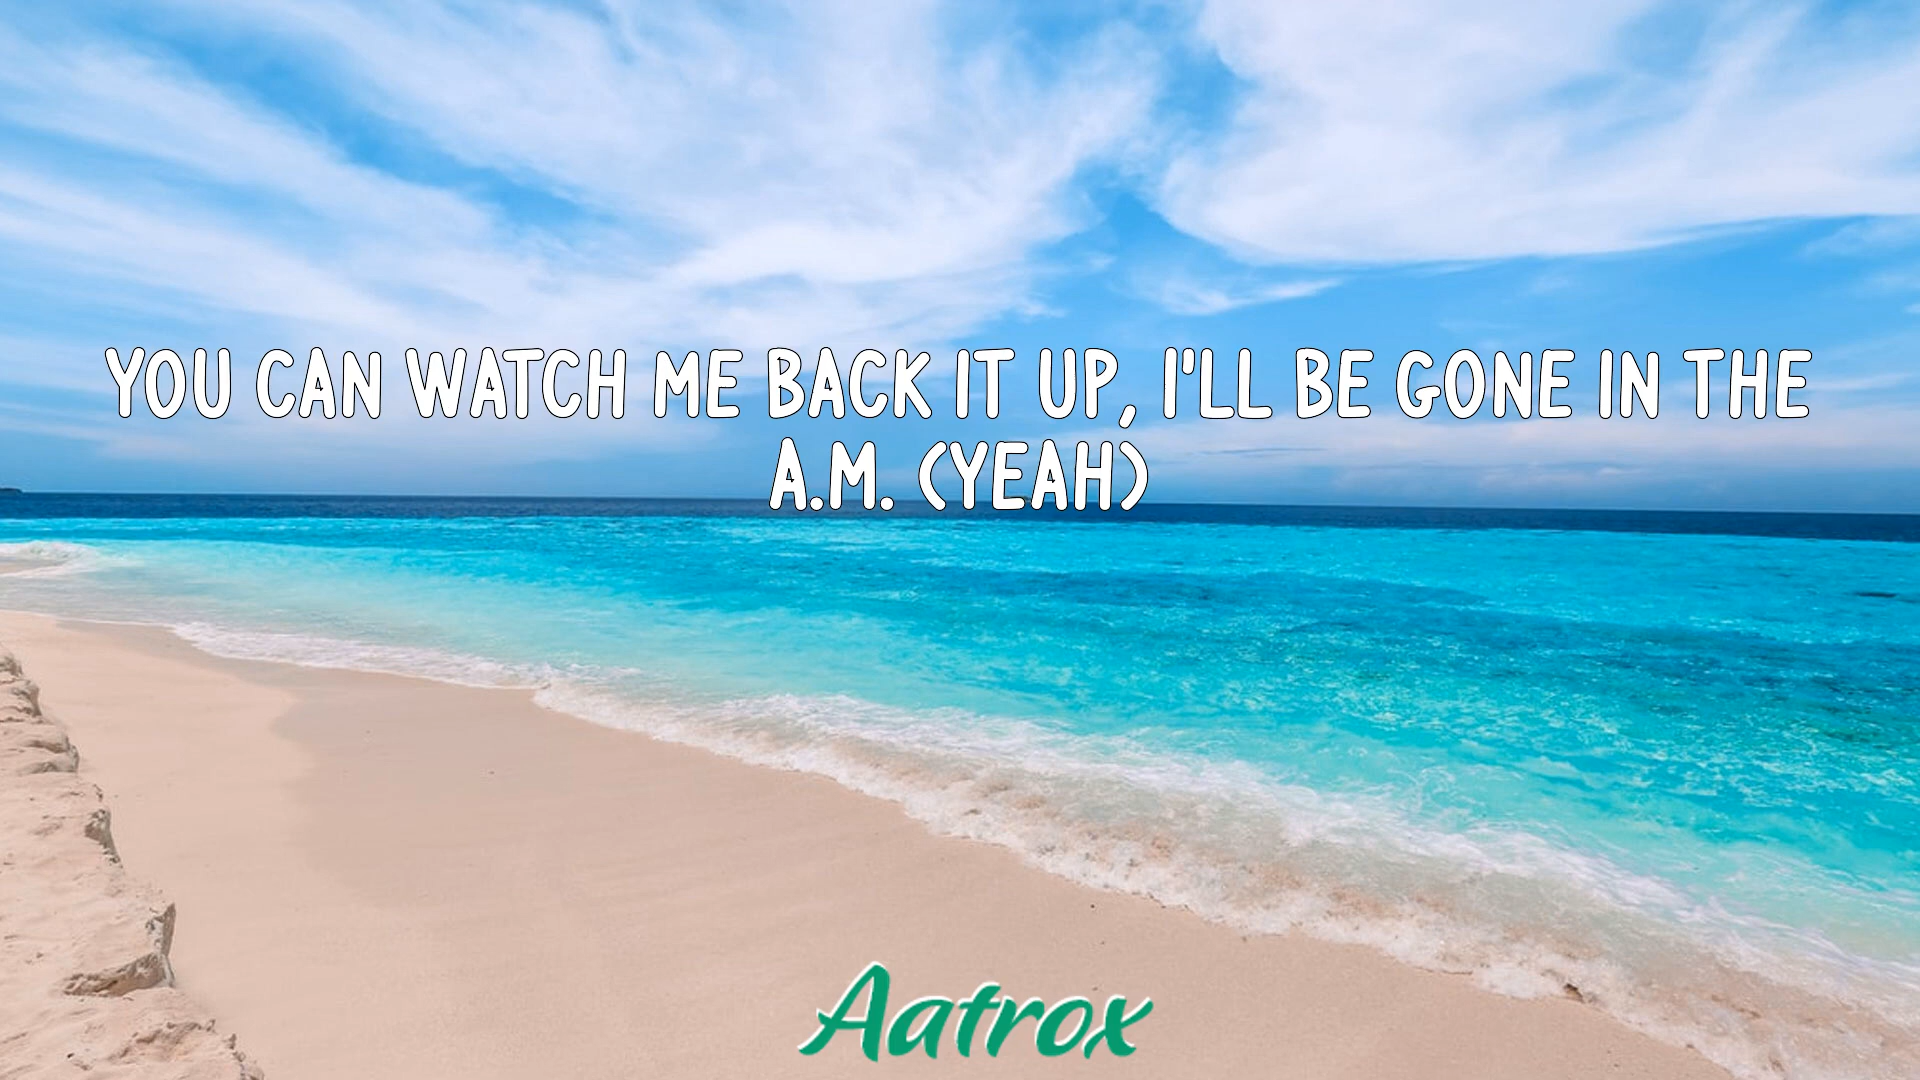 YOU CAN WATCH ME BACK IT UP, I'LL BE GONE IN THE
A.M. (YEAH)
Aatrox